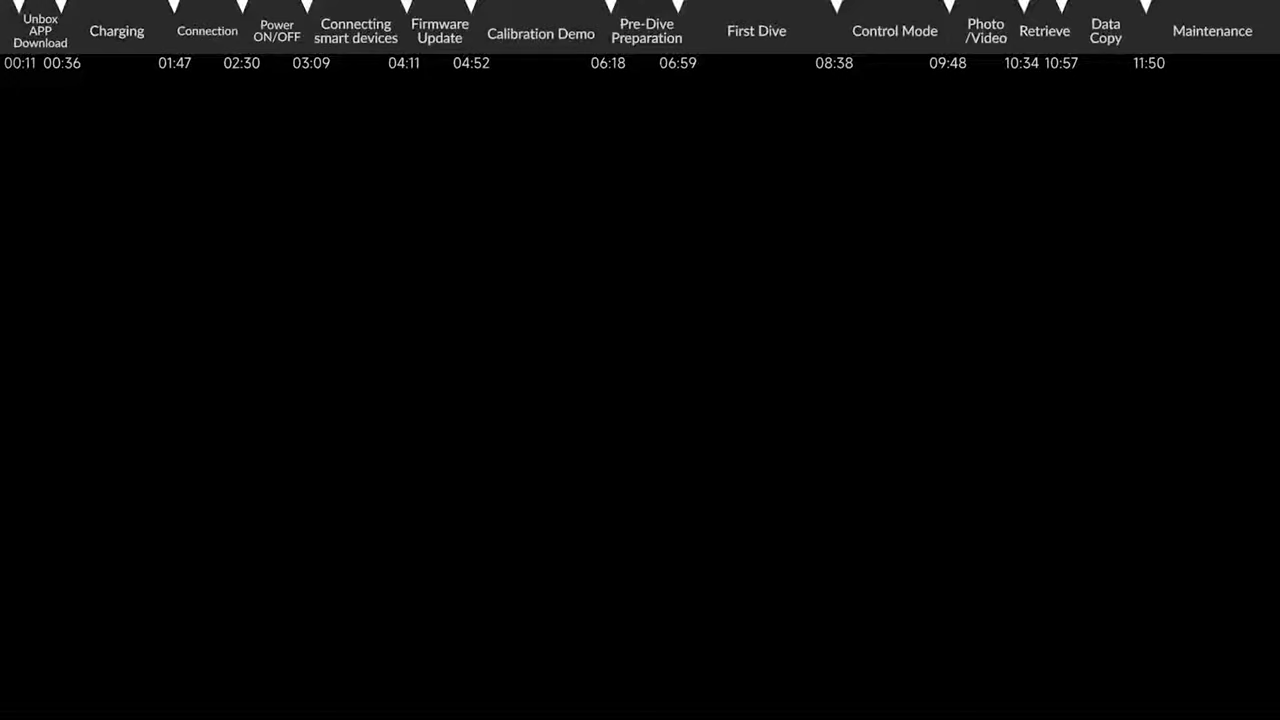 Unbox
APP
Download
Charging
Connection
Power
ON/OFF
Connecting
smart devices
Firmware
Update
Calibration Demo
Pre-Dive
Preparation
First Dive
Control Mode
Photo
/Video
Retrieve
Data
Copy
Maintenance
00:11 00:36 01:47 02:30 03:09 04:11 04:52 06:18 06:59 08:38 09:48 10:34 10:57 11:50